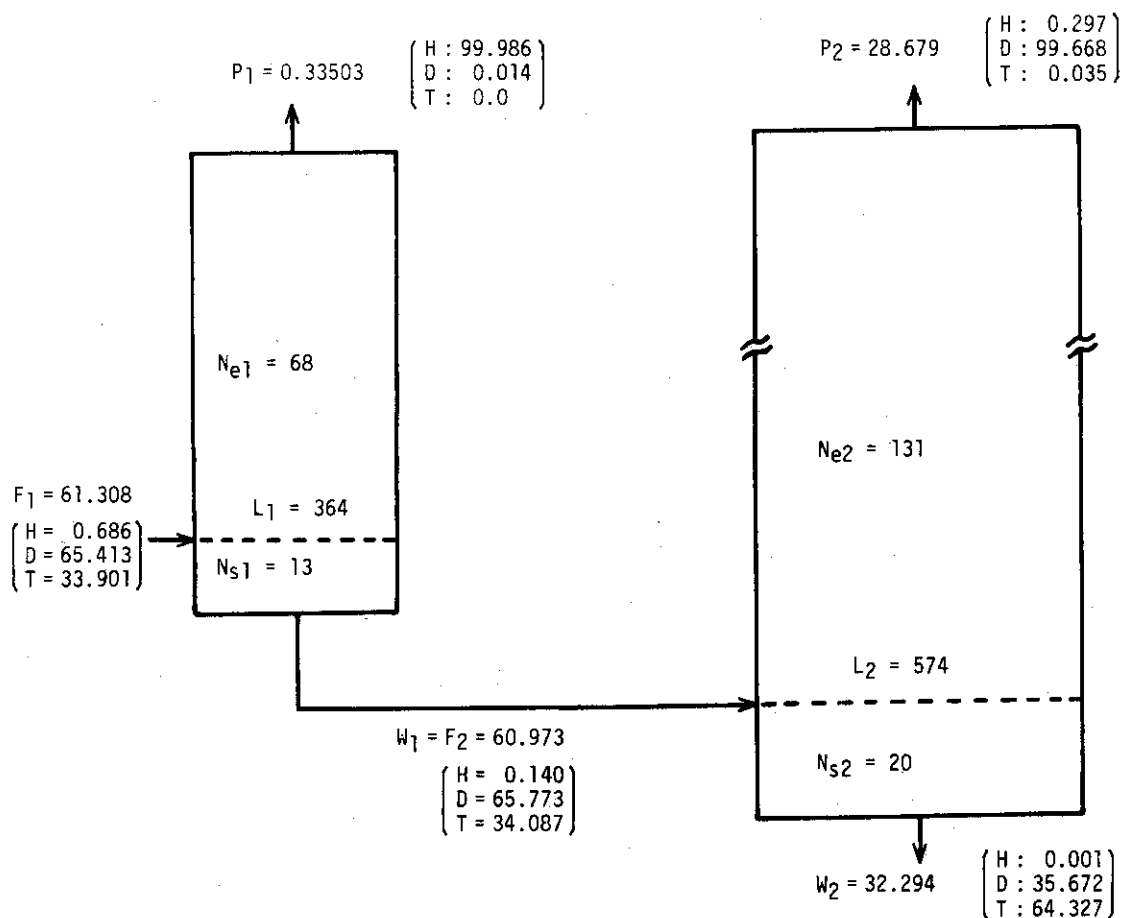 P1 = 0.33503
H : 99.986
D : 0.014
T : 0.0
P2 = 28.679
H : 0.297
D : 99.668
T : 0.035
Ne1 = 68
Ne2 = 131
F1 = 61.308
H = 0.686
D = 65.413
T = 33.901
L1 = 364
Ns1 = 13
L2 = 574
W1 = F2 = 60.973
H = 0.140
D = 65.773
T = 34.087
Ns2 = 20
W2 = 32.294
H : 0.001
D : 35.672
T : 64.327